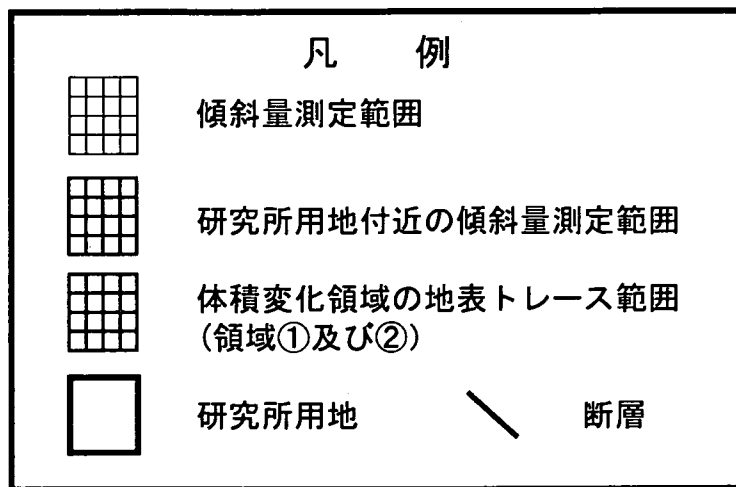 凡 例
傾斜量測定範囲
研究所用地付近の傾斜量測定範囲
体積変化領域の地表トレース範囲
(領域①及び②)
研究所用地 断層